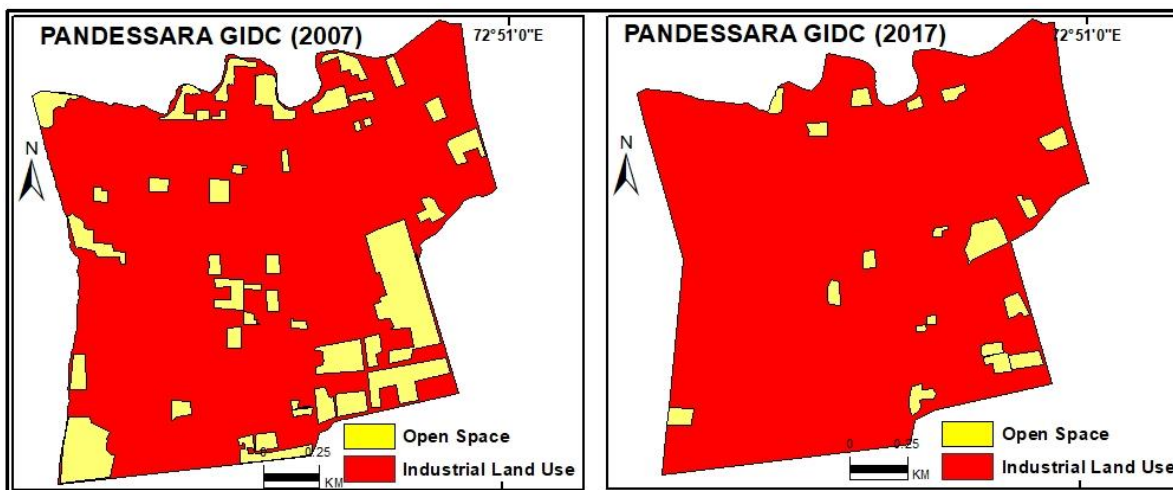 PANDESSARA GIDC (2007)
72°51'0"E
N
Open Space
Industrial Land Use
0 0.25
KM
PANDESSARA GIDC (2017)
72°51'0"E
N
Open Space
Industrial Land Use
0 0.25
KM